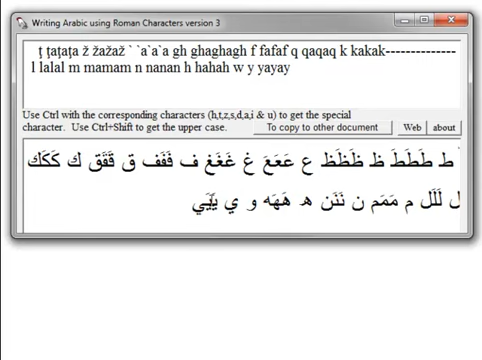 Writing Arabic using Roman Characters version 3
ṭ ṭaṭaṭa ẓ̌ žažaž ` `a`a`a gh ghaghagh f fafaf q qaqaq k kakak--------------
l lalal m mamam n nanan h hahah w y yayay
Use Ctrl with the corresponding characters (h,t,z,s,d,a,i & u) to get the special
character. Use Ctrl+Shift to get the upper case.
To copy to other document
Web
about
ط طَطَطَ ظ ظَظَظ ع عَعَعَ غ غَغَغ ف فَفَف ق قَقَق ك كَكَك
ل لَلَل م مَمَم ن نَنَن ه هَهَه و ي يَيَي